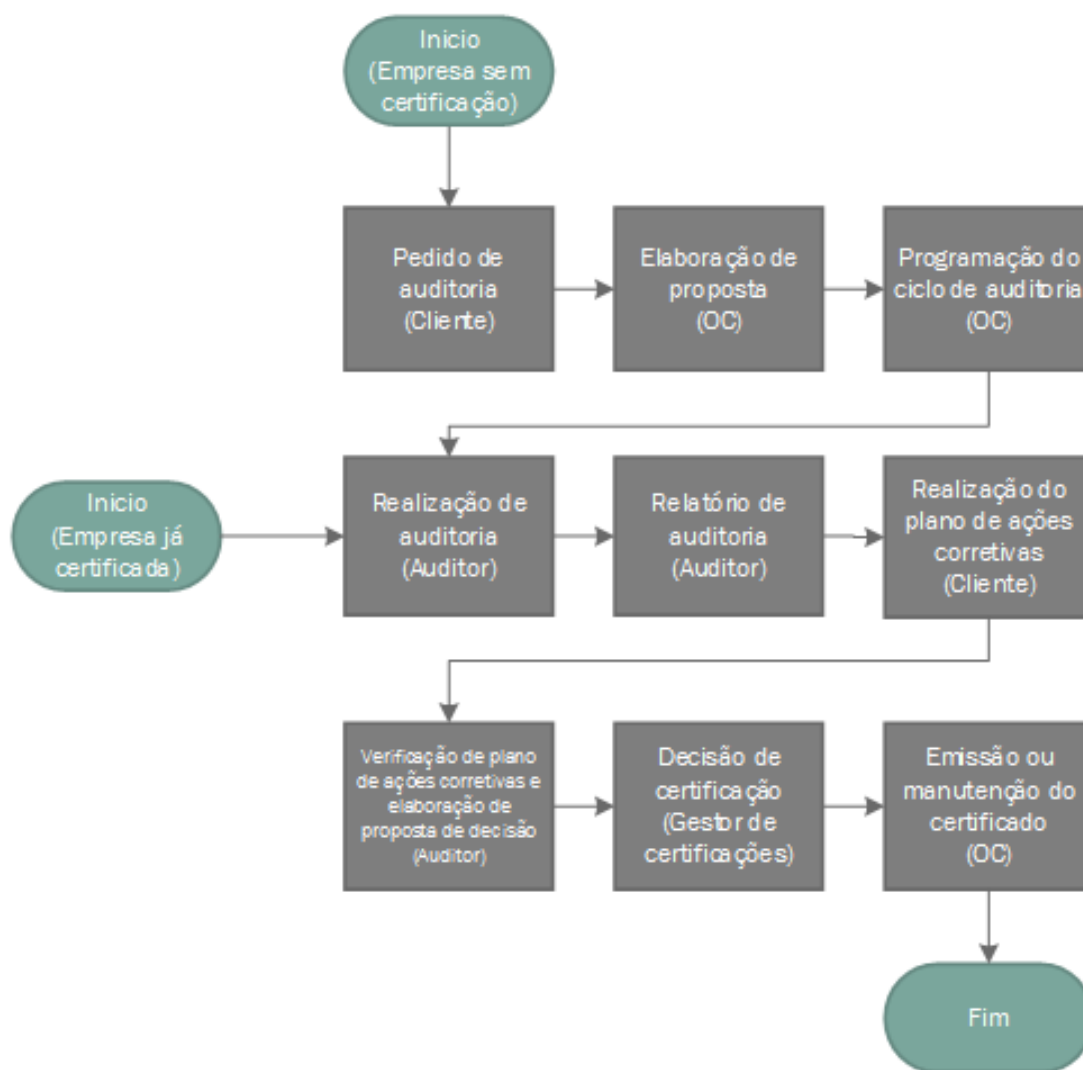 Inicio
(Empresa sem
certificação)
Pedido de
auditoria
(Cliente)
Elaboração de
proposta
(OC)
Programação do
ciclo de auditoria
(OC)
Inicio
(Empresa já
certificada)
Realização de
auditoria
(Auditor)
Relatório de
auditoria
(Auditor)
Realização do
plano de ações
corretivas
(Cliente)
Verificação de plano
de ações corretivas e
elaboração de
proposta de decisão
(Auditor)
Decisão de
certificação
(Gestor de
certificações)
Emissão ou
manutenção do
certificado
(OC)
Fim